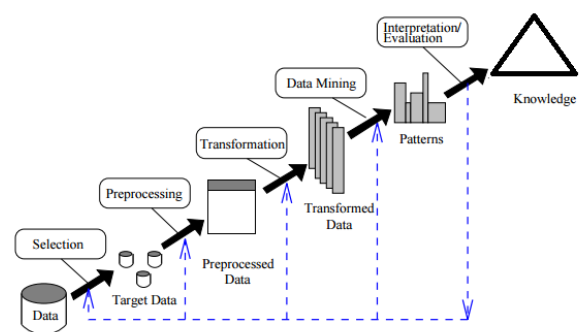 Interpretation/
Evaluation
Knowledge
Data Mining
Patterns
Transformation
Transformed
Data
Preprocessing
Preprocessed
Data
Selection
Target Data
Data